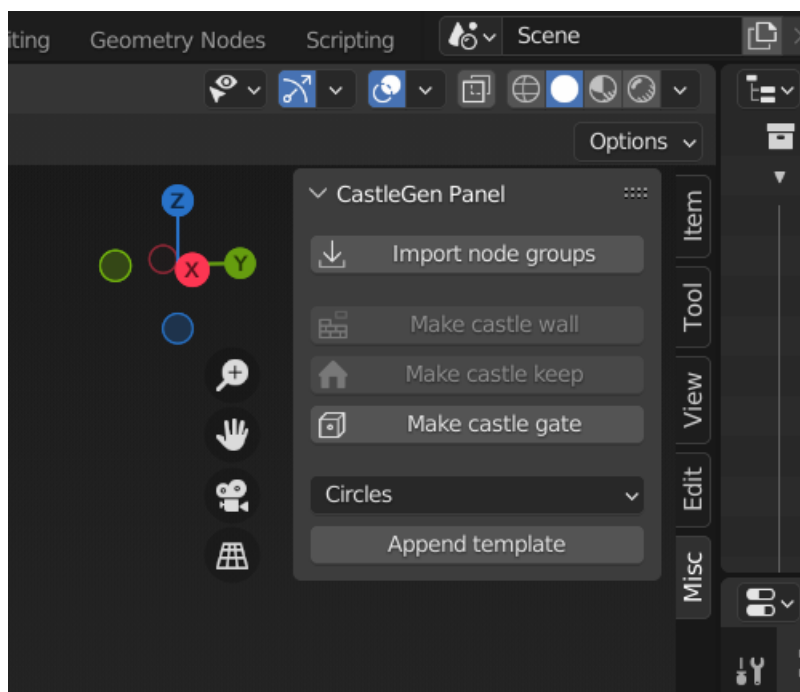 iting
Geometry Nodes
Scripting
Scene
Options
CastleGen Panel
Import node groups
Make castle wall
Make castle keep
Make castle gate
Circles
Append template
Item
Tool
View
Edit
Misc
Z
X
Y